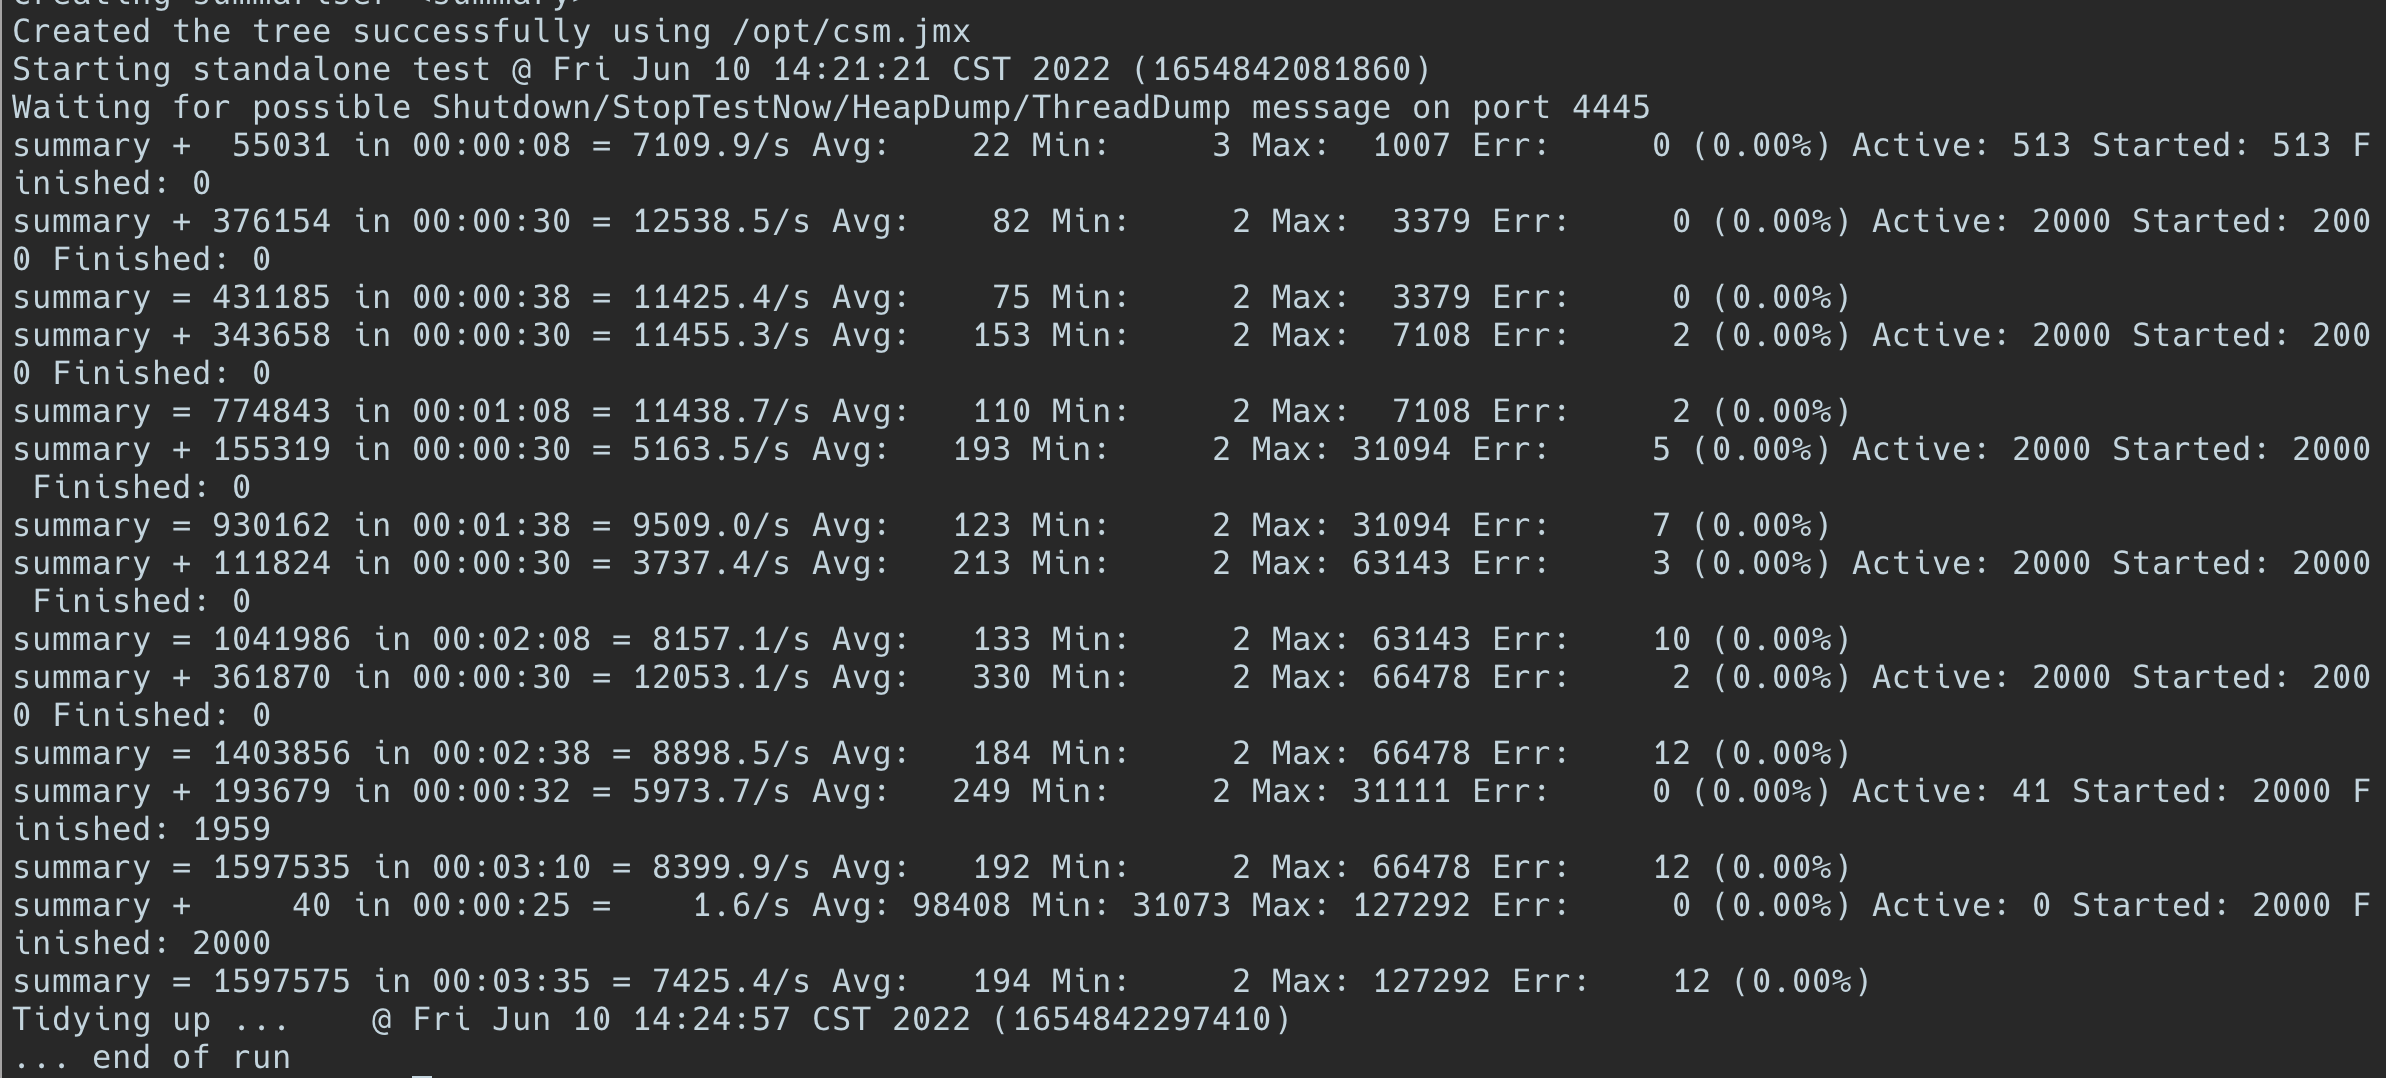 Creating summariser <summary>
Created the tree successfully using /opt/csm.jmx
Starting standalone test @ Fri Jun 10 14:21:21 CST 2022 (1654842081860)
Waiting for possible Shutdown/StopTestNow/HeapDump/ThreadDump message on port 4445
summary +  55031 in 00:00:08 = 7109.9/s Avg:    22 Min:     3 Max:  1007 Err:     0 (0.00%) Active: 513 Started: 513 F
inished: 0
summary + 376154 in 00:00:30 = 12538.5/s Avg:    82 Min:     2 Max:  3379 Err:     0 (0.00%) Active: 2000 Started: 200
0 Finished: 0
summary = 431185 in 00:00:38 = 11425.4/s Avg:    75 Min:     2 Max:  3379 Err:     0 (0.00%)
summary + 343658 in 00:00:30 = 11455.3/s Avg:   153 Min:     2 Max:  7108 Err:     2 (0.00%) Active: 2000 Started: 200
0 Finished: 0
summary = 774843 in 00:01:08 = 11438.7/s Avg:   110 Min:     2 Max:  7108 Err:     2 (0.00%)
summary + 155319 in 00:00:30 = 5163.5/s Avg:   193 Min:     2 Max: 31094 Err:     5 (0.00%) Active: 2000 Started: 2000
 Finished: 0
summary = 930162 in 00:01:38 = 9509.0/s Avg:   123 Min:     2 Max: 31094 Err:     7 (0.00%)
summary + 111824 in 00:00:30 = 3737.4/s Avg:   213 Min:     2 Max: 63143 Err:     3 (0.00%) Active: 2000 Started: 2000
 Finished: 0
summary = 1041986 in 00:02:08 = 8157.1/s Avg:   133 Min:     2 Max: 63143 Err:    10 (0.00%)
summary + 361870 in 00:00:30 = 12053.1/s Avg:   330 Min:     2 Max: 66478 Err:     2 (0.00%) Active: 2000 Started: 200
0 Finished: 0
summary = 1403856 in 00:02:38 = 8898.5/s Avg:   184 Min:     2 Max: 66478 Err:    12 (0.00%)
summary + 193679 in 00:00:32 = 5973.7/s Avg:   249 Min:     2 Max: 31111 Err:     0 (0.00%) Active: 41 Started: 2000 F
inished: 1959
summary = 1597535 in 00:03:10 = 8399.9/s Avg:   192 Min:     2 Max: 66478 Err:    12 (0.00%)
summary +     40 in 00:00:25 =    1.6/s Avg: 98408 Min: 31073 Max: 127292 Err:     0 (0.00%) Active: 0 Started: 2000 F
inished: 2000
summary = 1597575 in 00:03:35 = 7425.4/s Avg:   194 Min:     2 Max: 127292 Err:    12 (0.00%)
Tidying up ...    @ Fri Jun 10 14:24:57 CST 2022 (1654842297410)
... end of run